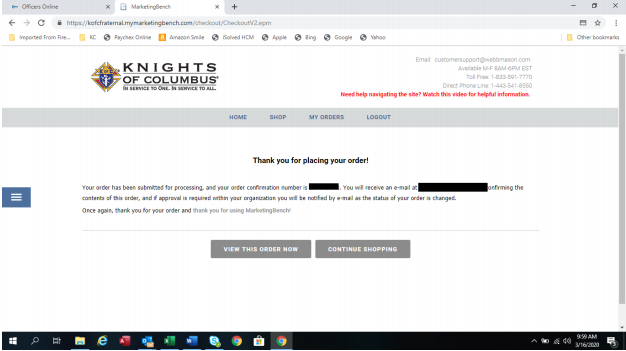 Officers Online
MarketingBench
https://kofcfraternal.mymarketingbench.com/checkout/CheckoutV2.epm
Imported From Fire... KC Paychex Online Amazon Smile iSolved HCM Apple Bing Google Yahoo Other bookmarks
KNIGHTS
OF COLUMBUS®
IN SERVICE TO ONE. IN SERVICE TO ALL.
Email: customersupport@webbmason.com
Available M-F 8AM-6PM EST
Toll Free: 1-833-591-7770
Direct Phone Line: 1-443-541-8550
Need help navigating the site? Watch this video for helpful information.
HOME SHOP MY ORDERS LOGOUT
Thank you for placing your order!
Your order has been submitted for processing, and your order confirmation number is . You will receive an e-mail at onfirming the
contents of this order, and if approval is required within your organization you will be notified by e-mail as the status of your order is changed.
Once again, thank you for your order and thank you for using MarketingBench!
VIEW THIS ORDER NOW CONTINUE SHOPPING
9:59 AM
3/16/2020